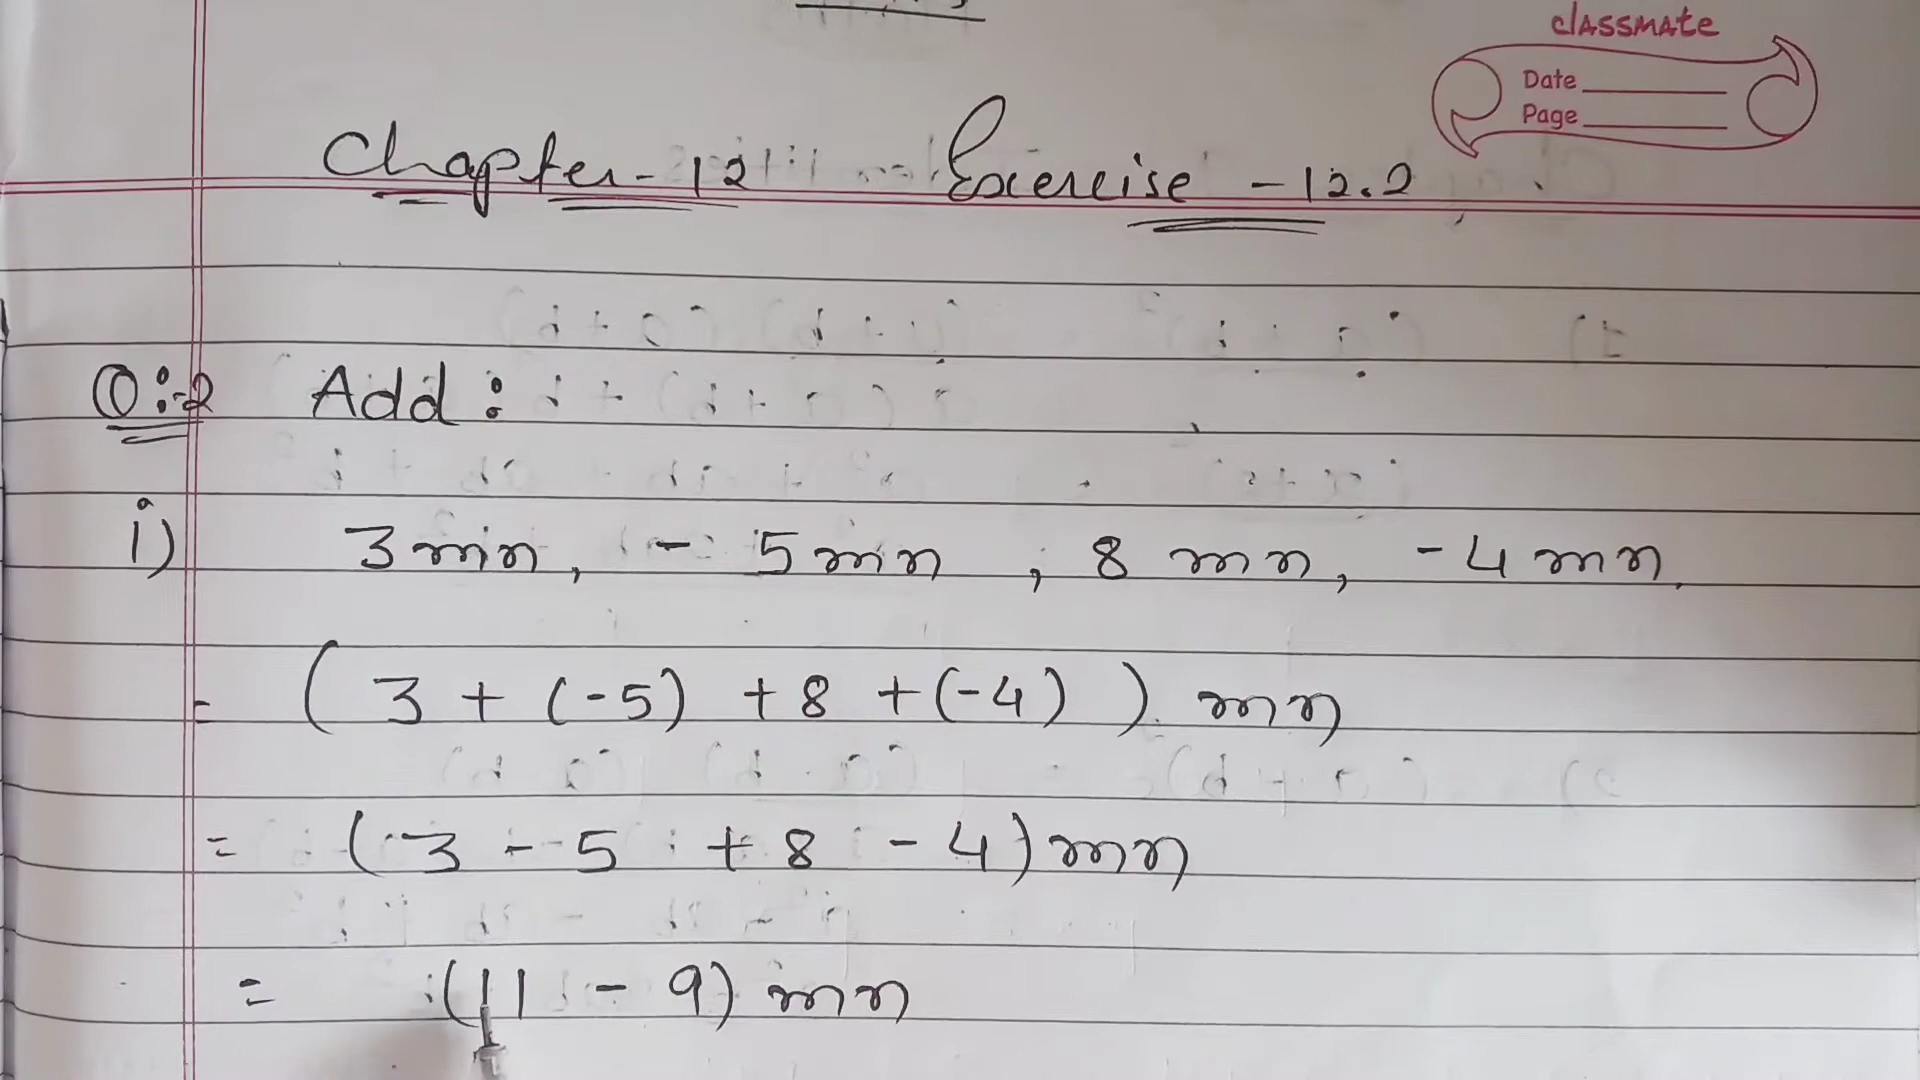 classmate
Date
Page
Chapter-12 Exercise-12.2
Q:-2 Add:
i) 3mn, -5mn, 8mn, -4mn.
= (3+(-5)+8+(-4))mn
= (3-5+8-4)mn
= (11-9)mn